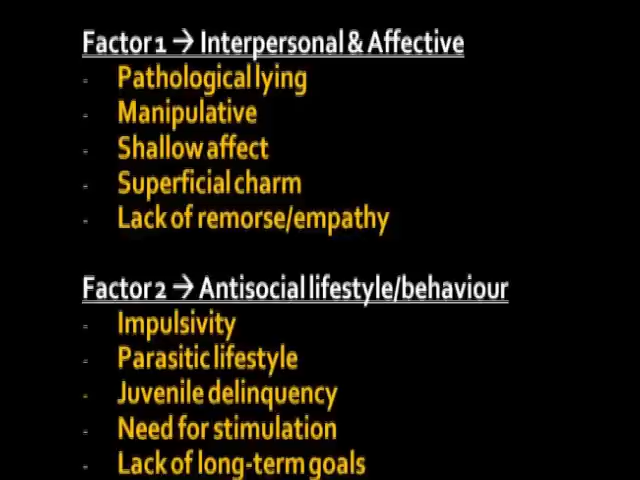 Factor 1 → Interpersonal & Affective
- Pathological lying
- Manipulative
- Shallow affect
- Superficial charm
- Lack of remorse/empathy
Factor 2 → Antisocial lifestyle/behaviour
- Impulsivity
- Parasitic lifestyle
- Juvenile delinquency
- Need for stimulation
- Lack of long-term goals